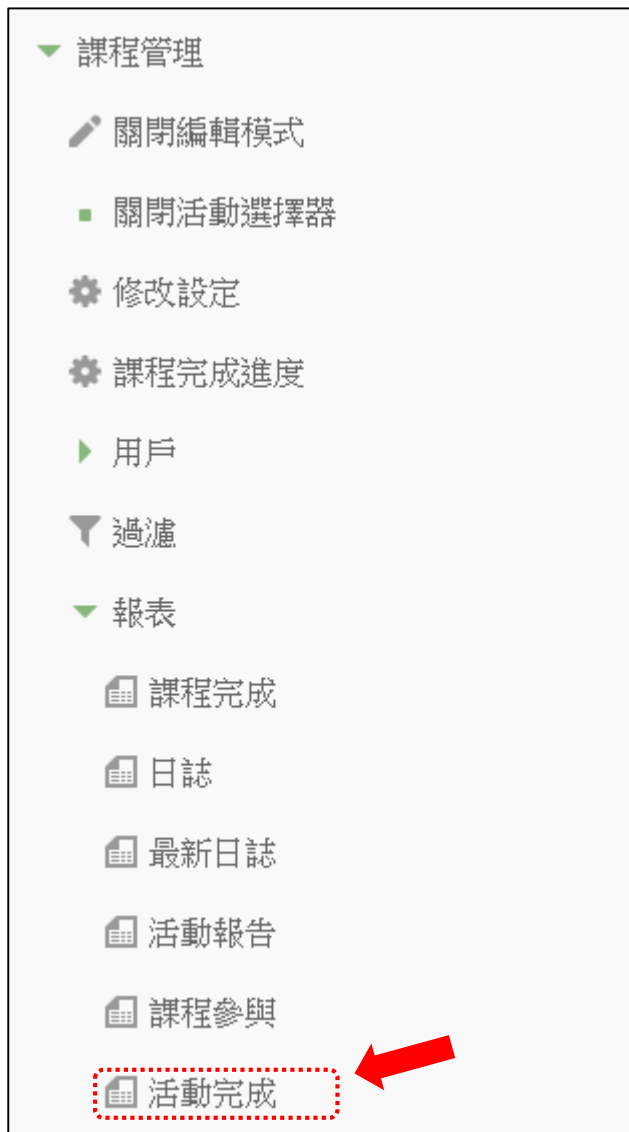 課程管理
關閉編輯模式
關閉活動選擇器
修改設定
課程完成進度
用戶
過濾
報表
課程完成
日誌
最新日誌
活動報告
課程參與
活動完成